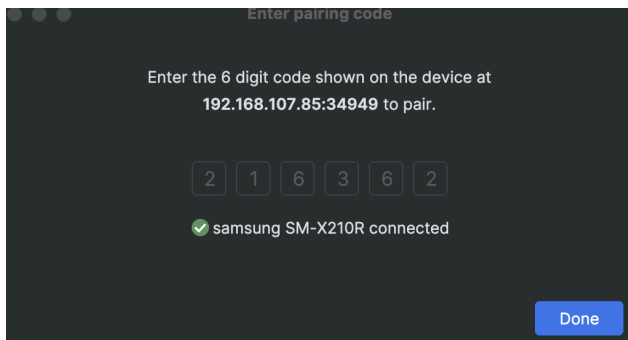 Enter pairing code
Enter the 6 digit code shown on the device at
192.168.107.85:34949 to pair.
2 1 6 3 6 2
samsung SM-X210R connected
Done